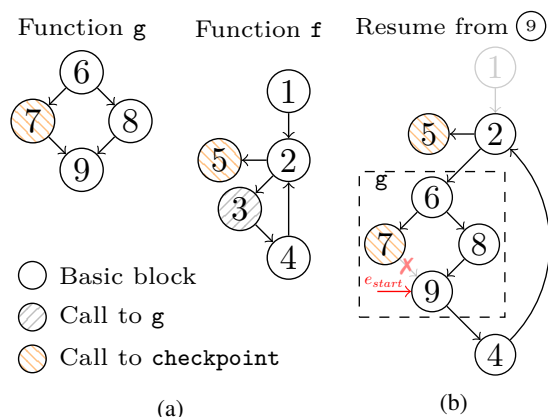 Function g
6
7
8
9
Basic block
Call to g
Call to checkpoint
(a)
Function f
1
5
2
3
4
Resume from 9
1
5
2
g
6
7
8
✗
e_start
9
4
(b)